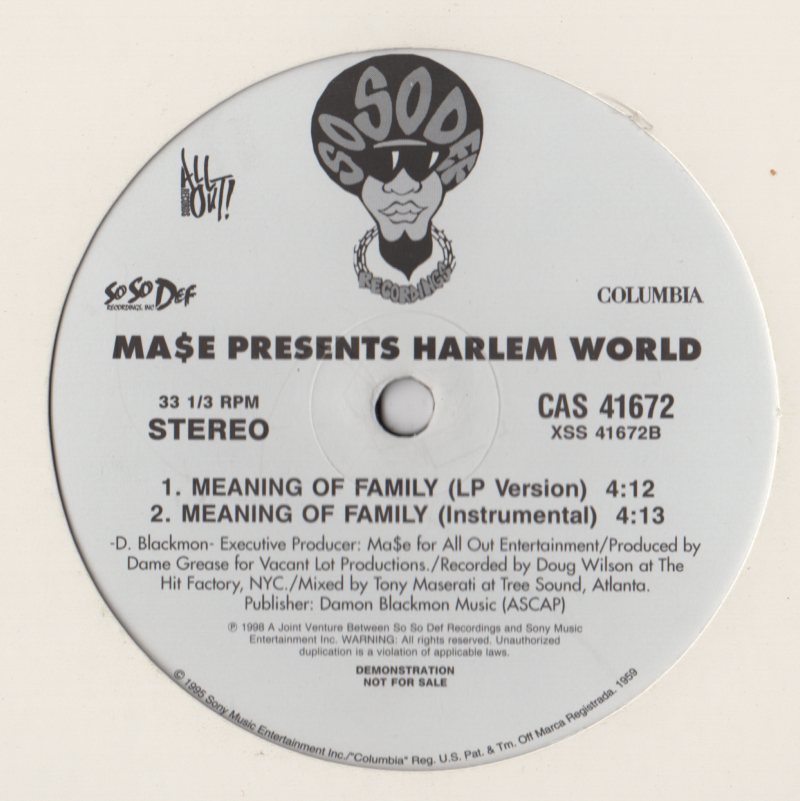 SO SO DEF
RECORDINGS
ALL
OUT!
RECORDS
So So DEF
RECORDINGS, INC.
COLUMBIA
MA$E PRESENTS HARLEM WORLD
33 1/3 RPM
STEREO
CAS 41672
XSS 41672B
1. MEANING OF FAMILY (LP Version) 4:12
2. MEANING OF FAMILY (Instrumental) 4:13
-D. Blackmon- Executive Producer: Ma$e for All Out Entertainment/Produced by
Dame Grease for Vacant Lot Productions./Recorded by Doug Wilson at The
Hit Factory, NYC./Mixed by Tony Maserati at Tree Sound, Atlanta.
Publisher: Damon Blackmon Music (ASCAP)
℗ 1998 A Joint Venture Between So So Def Recordings and Sony Music
Entertainment Inc. WARNING: All rights reserved. Unauthorized
duplication is a violation of applicable laws.
DEMONSTRATION
NOT FOR SALE
© 1995 Sony Music Entertainment Inc./"Columbia" Reg. U.S. Pat. & Tm. Off Marca Registrada. 1959